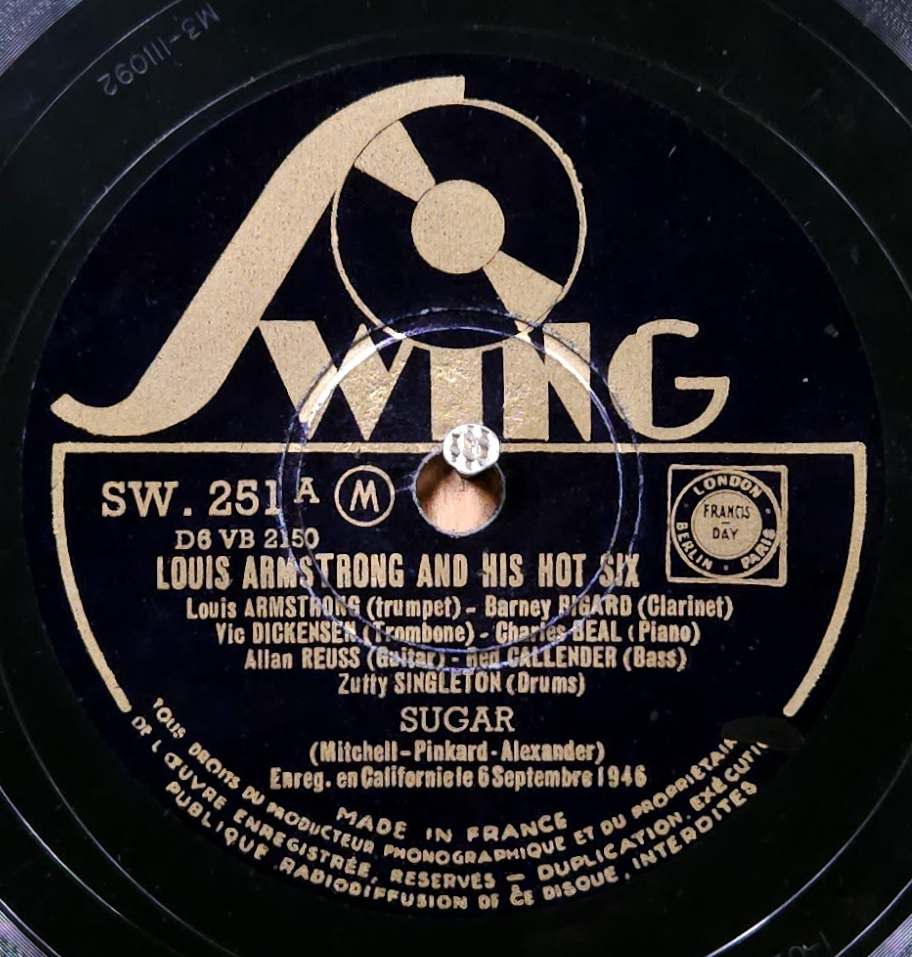 M3-111092
SWING
SW. 251 A M
D6 VB 2150
LONDON
FRANCIS
DAY
BERLIN • PARIS
LOUIS ARMSTRONG AND HIS HOT SIX
Louis ARMSTRONG (trumpet) - Barney BIGARD (Clarinet)
Vic DICKENSEN (Trombone) - Charles BEAL (Piano)
Allan REUSS (Guitar) - Red CALLENDER (Bass)
Zutty SINGLETON (Drums)
SUGAR
(Mitchell-Pinkard-Alexander)
Enreg. en Californie le 6 Septembre 1946
MADE IN FRANCE
TOUS DROITS DU PRODUCTEUR PHONOGRAPHIQUE ET DU PROPRIÉTAIR
DE L'ŒUVRE ENREGISTRÉE, RESERVÉS - DUPLICATION, EXÉCUTI
PUBLIQUE, RADIODIFFUSION DE CE DISQUE, INTERDITES